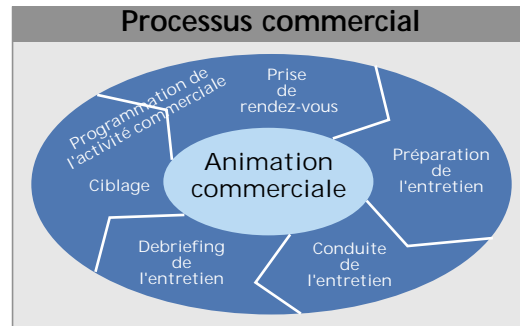 Processus commercial
Programmation de
l'activité commerciale
Prise
de
rendez-vous
Préparation
de
l'entretien
Conduite
de
l'entretien
Debriefing
de
l'entretien
Ciblage
Animation
commerciale